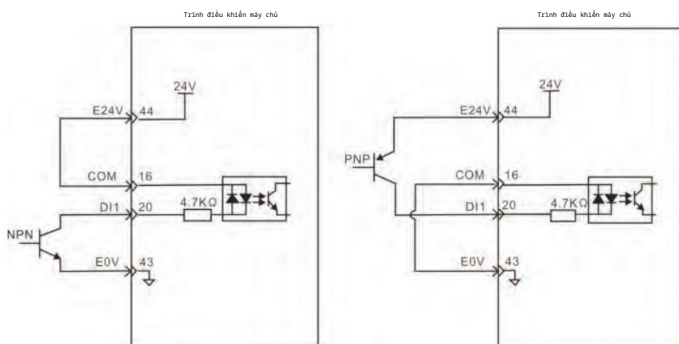 Trình điều khiển máy chủ
24V
E24V 44
COM 16
DI1 20 4.7KΩ
NPN
E0V 43
Trình điều khiển máy chủ
24V
E24V 44
PNP
COM 16
DI1 20 4.7KΩ
E0V 43